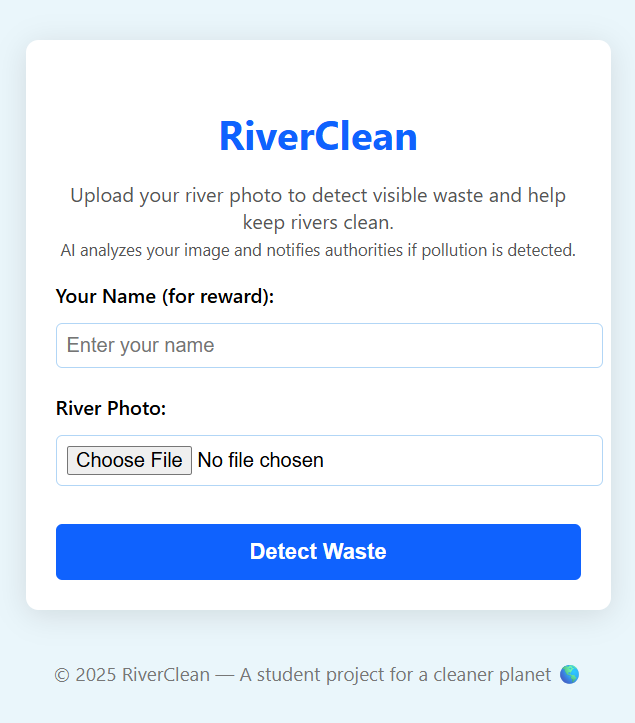 RiverClean
Upload your river photo to detect visible waste and help
keep rivers clean.
AI analyzes your image and notifies authorities if pollution is detected.
Your Name (for reward):
Enter your name
River Photo:
Choose File No file chosen
Detect Waste
© 2025 RiverClean — A student project for a cleaner planet 🌎